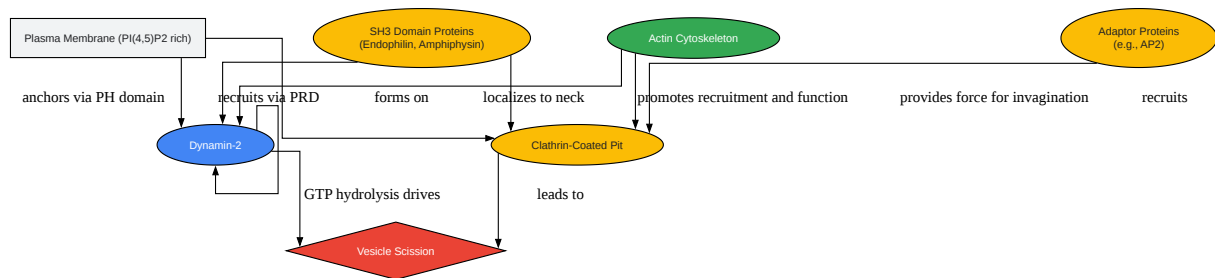 Plasma Membrane (PI(4,5)P2 rich)
SH3 Domain Proteins
(Endophilin, Amphiphysin)
Actin Cytoskeleton
Adaptor Proteins
(e.g., AP2)
anchors via PH domain
recruits via PRD
forms on
localizes to neck
promotes recruitment and function
provides force for invagination
recruits
Dynamin-2
Clathrin-Coated Pit
GTP hydrolysis drives
leads to
Vesicle Scission